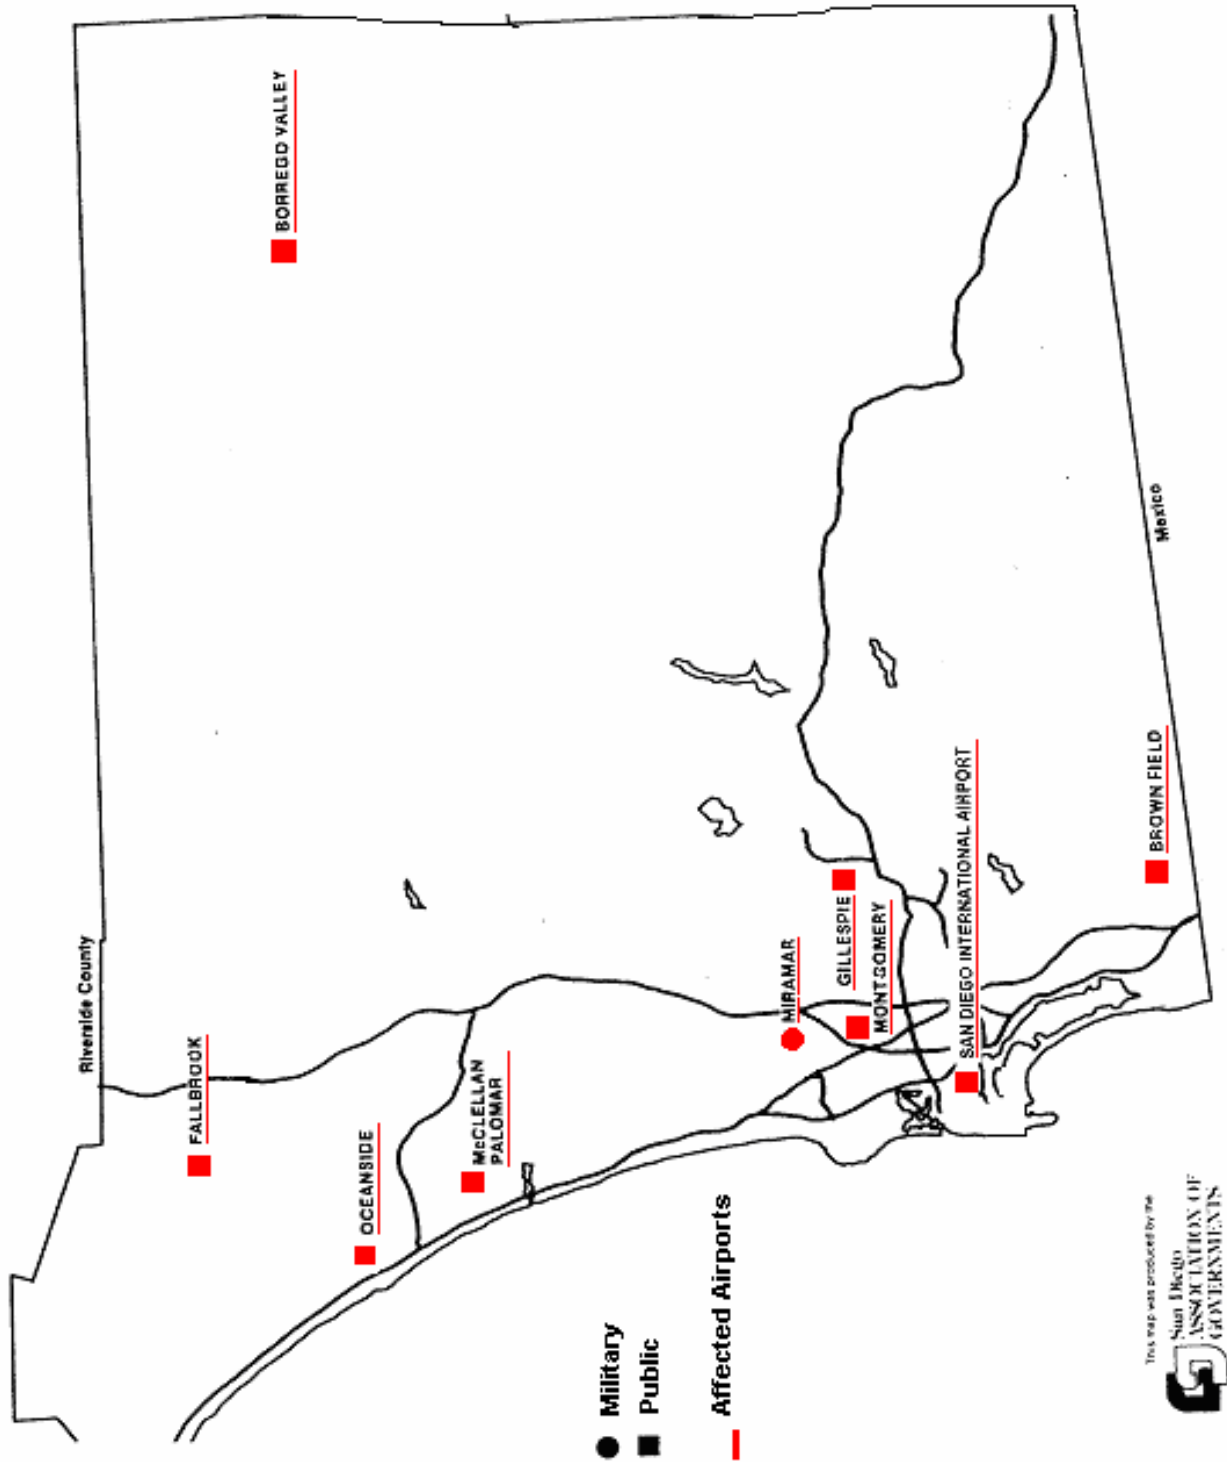 Riverside County
FALLBROOK
BORREGO VALLEY
OCEANSIDE
McCLELLAN
PALOMAR
MIRAMAR
GILLESPIE
MONTGOMERY
SAN DIEGO INTERNATIONAL AIRPORT
BROWN FIELD
Mexico
Military
Public
Affected Airports
This map was produced by the
San Diego
ASSOCIATION OF
GOVERNMENTS